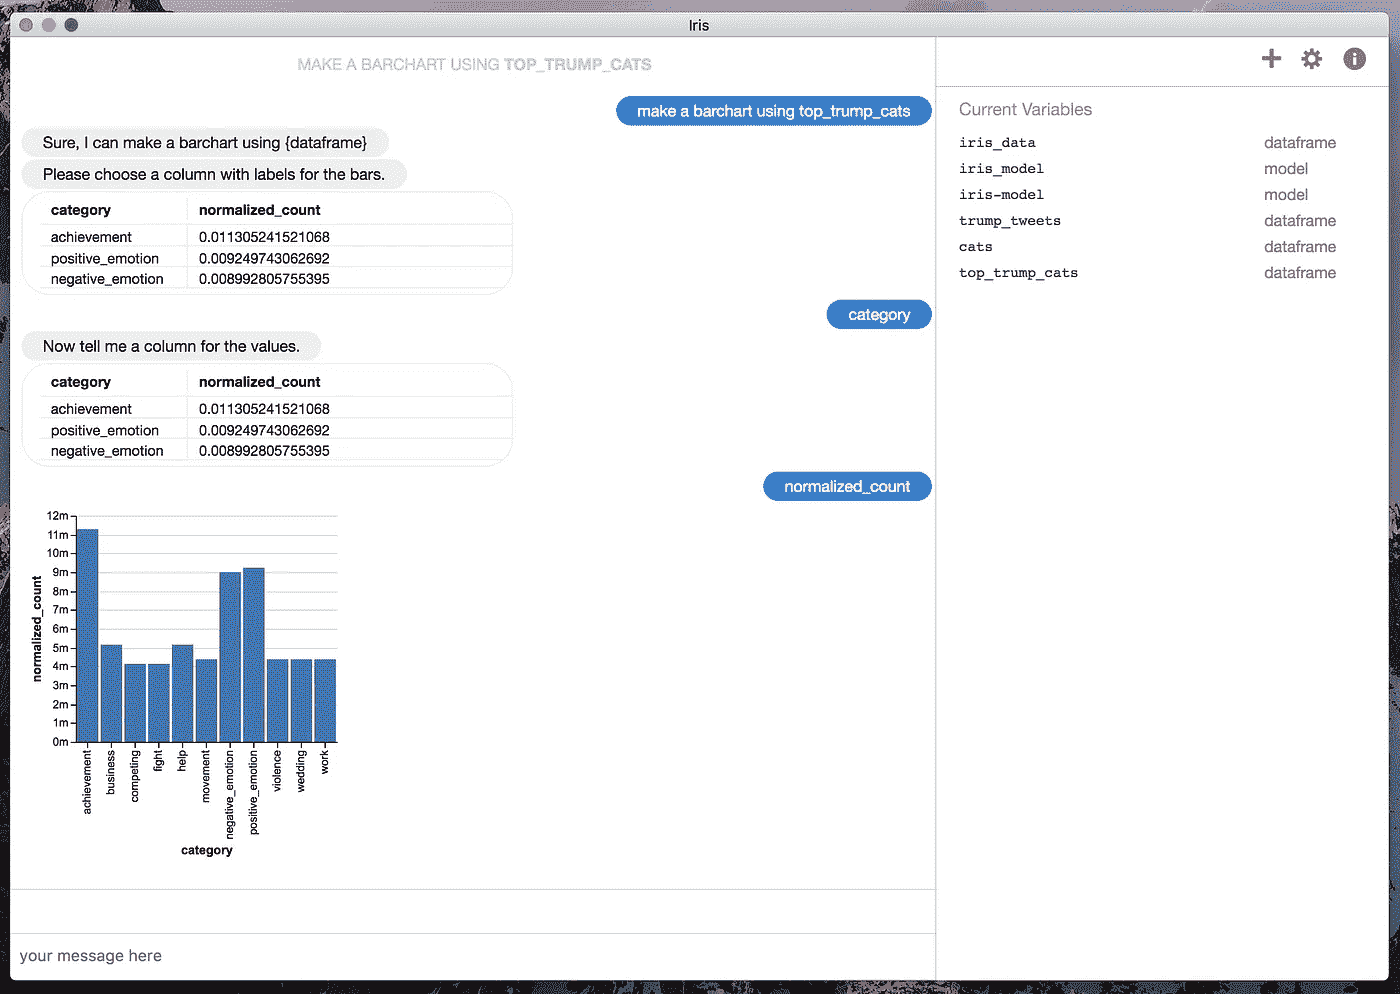 Iris
MAKE A BARCHART USING TOP_TRUMP_CATS
make a barchart using top_trump_cats
Sure, I can make a barchart using {dataframe}
Please choose a column with labels for the bars.
category normalized_count
achievement 0.011305241521068
positive_emotion 0.009249743062692
negative_emotion 0.008992805755395
category
Now tell me a column for the values.
category normalized_count
achievement 0.011305241521068
positive_emotion 0.009249743062692
negative_emotion 0.008992805755395
normalized_count
normalized_count
12m
11m
10m
9m
8m
7m
6m
5m
4m
3m
2m
1m
0m
achievement
business
competing
fight
help
movement
negative_emotion
positive_emotion
violence
wedding
work
category
your message here
Current Variables
iris_data dataframe
iris_model model
iris-model model
trump_tweets dataframe
cats dataframe
top_trump_cats dataframe